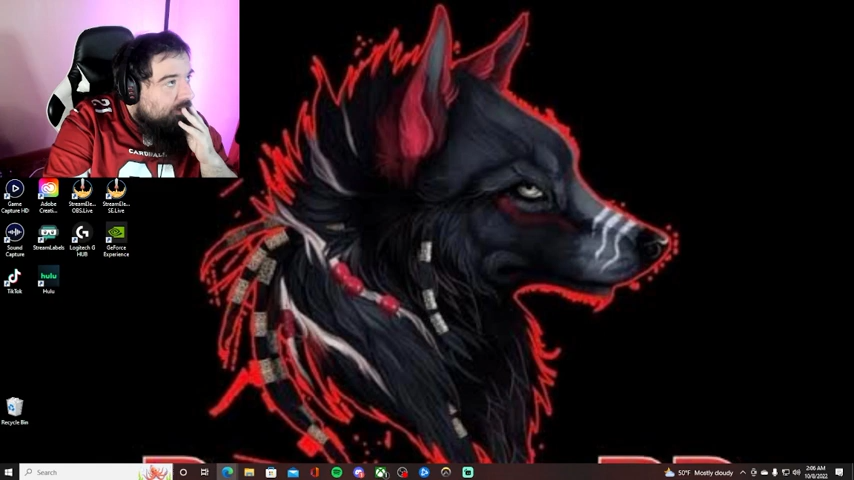 CARDINALS
Game
Capture HD
Adobe
Creati...
StreamEle...
OBS.Live
StreamEle...
SE.Live
Sound
Capture
StreamLabels
Logitech G
HUB
GeForce
Experience
TikTok
hulu
Hulu
Recycle Bin
Search
50°F Mostly cloudy
2:06 AM
10/8/2022